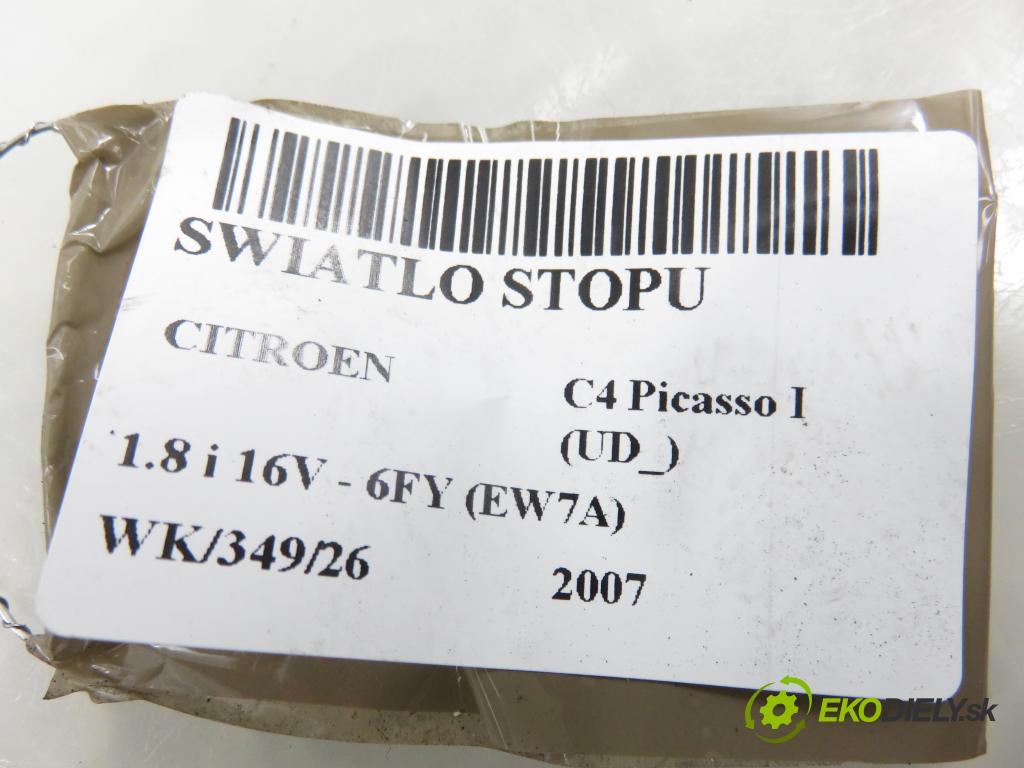 SWIATLO STOPU
CITROEN
C4 Picasso I
(UD_)
1.8 i 16V - 6FY (EW7A)
WK/349/26
2007
EKODIELY.sk